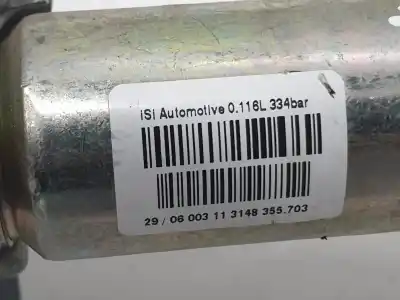 iSi Automotive 0.116L 334bar
29 / 06 003 11 3148 355.703